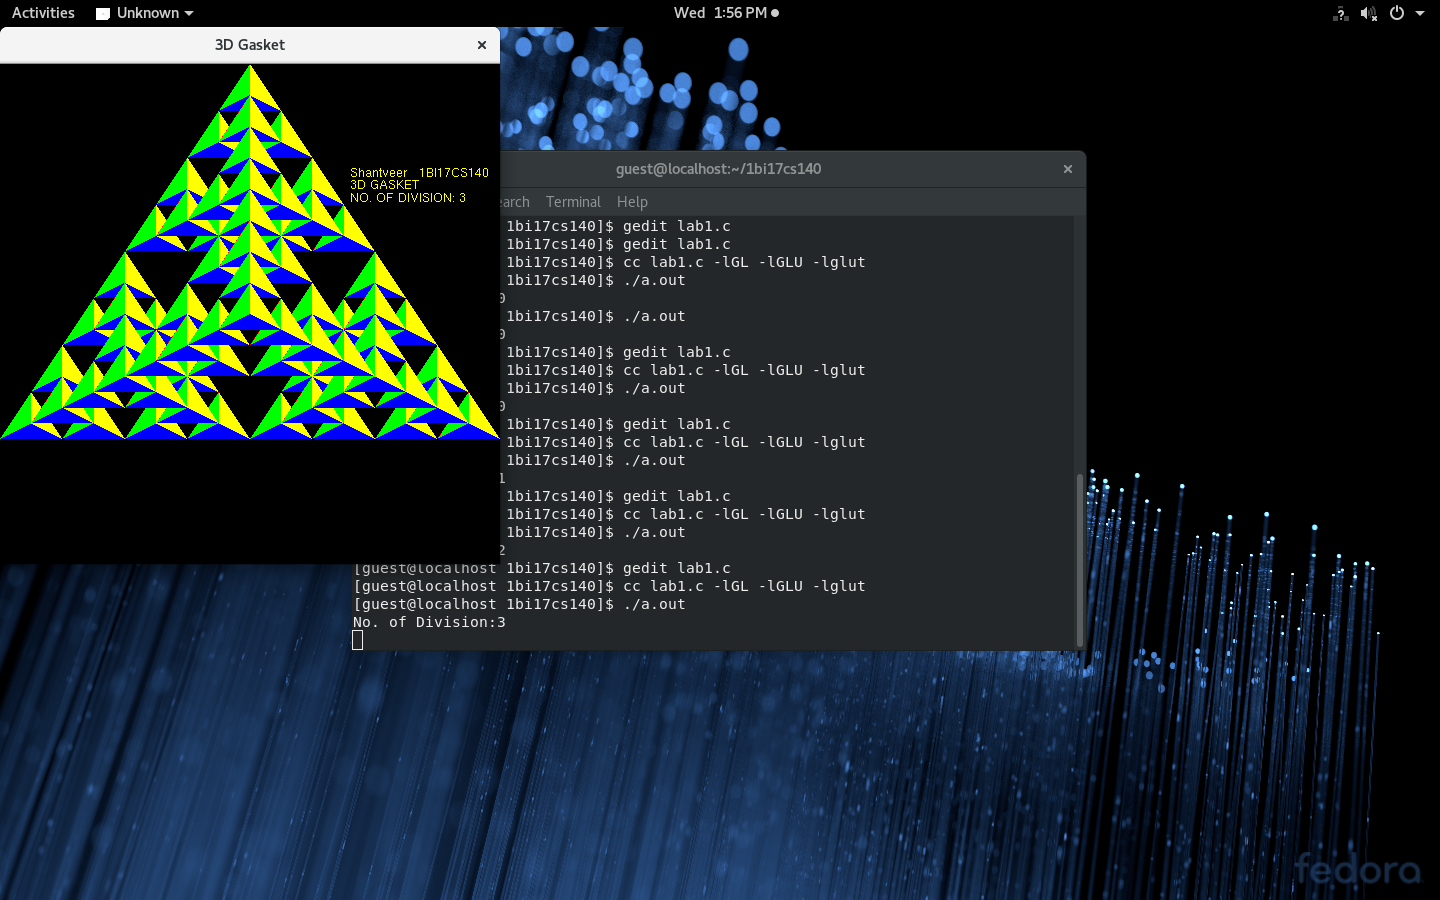 Activities Unknown Wed 1:56 PM
3D Gasket
Shantveer 1BI17CS140
3D GASKET
NO. OF DIVISION: 3
guest@localhost:~/1bi17cs140
earch Terminal Help
1bi17cs140]$ gedit lab1.c
1bi17cs140]$ gedit lab1.c
1bi17cs140]$ cc lab1.c -lGL -lGLU -lglut
1bi17cs140]$ ./a.out
0
1bi17cs140]$ ./a.out
0
1bi17cs140]$ gedit lab1.c
1bi17cs140]$ cc lab1.c -lGL -lGLU -lglut
1bi17cs140]$ ./a.out
0
1bi17cs140]$ gedit lab1.c
1bi17cs140]$ cc lab1.c -lGL -lGLU -lglut
1bi17cs140]$ ./a.out
1
1bi17cs140]$ gedit lab1.c
1bi17cs140]$ cc lab1.c -lGL -lGLU -lglut
1bi17cs140]$ ./a.out
2
[guest@localhost 1bi17cs140]$ gedit lab1.c
[guest@localhost 1bi17cs140]$ cc lab1.c -lGL -lGLU -lglut
[guest@localhost 1bi17cs140]$ ./a.out
No. of Division:3
fedora